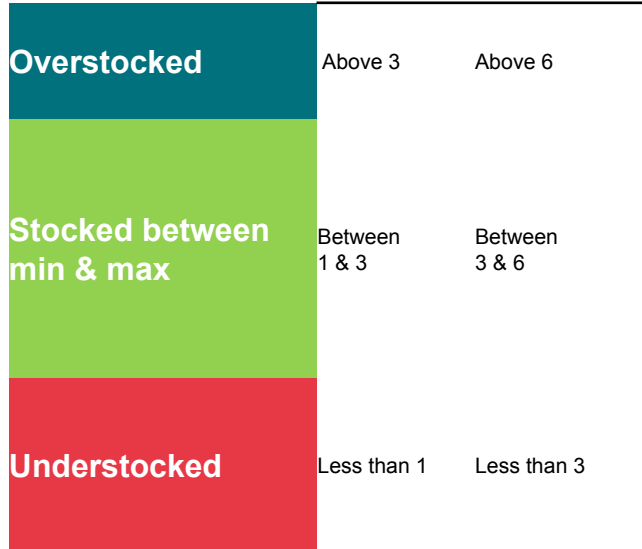 Overstocked
Above 3
Above 6
Stocked between
min & max
Between
1 & 3
Between
3 & 6
Understocked
Less than 1
Less than 3